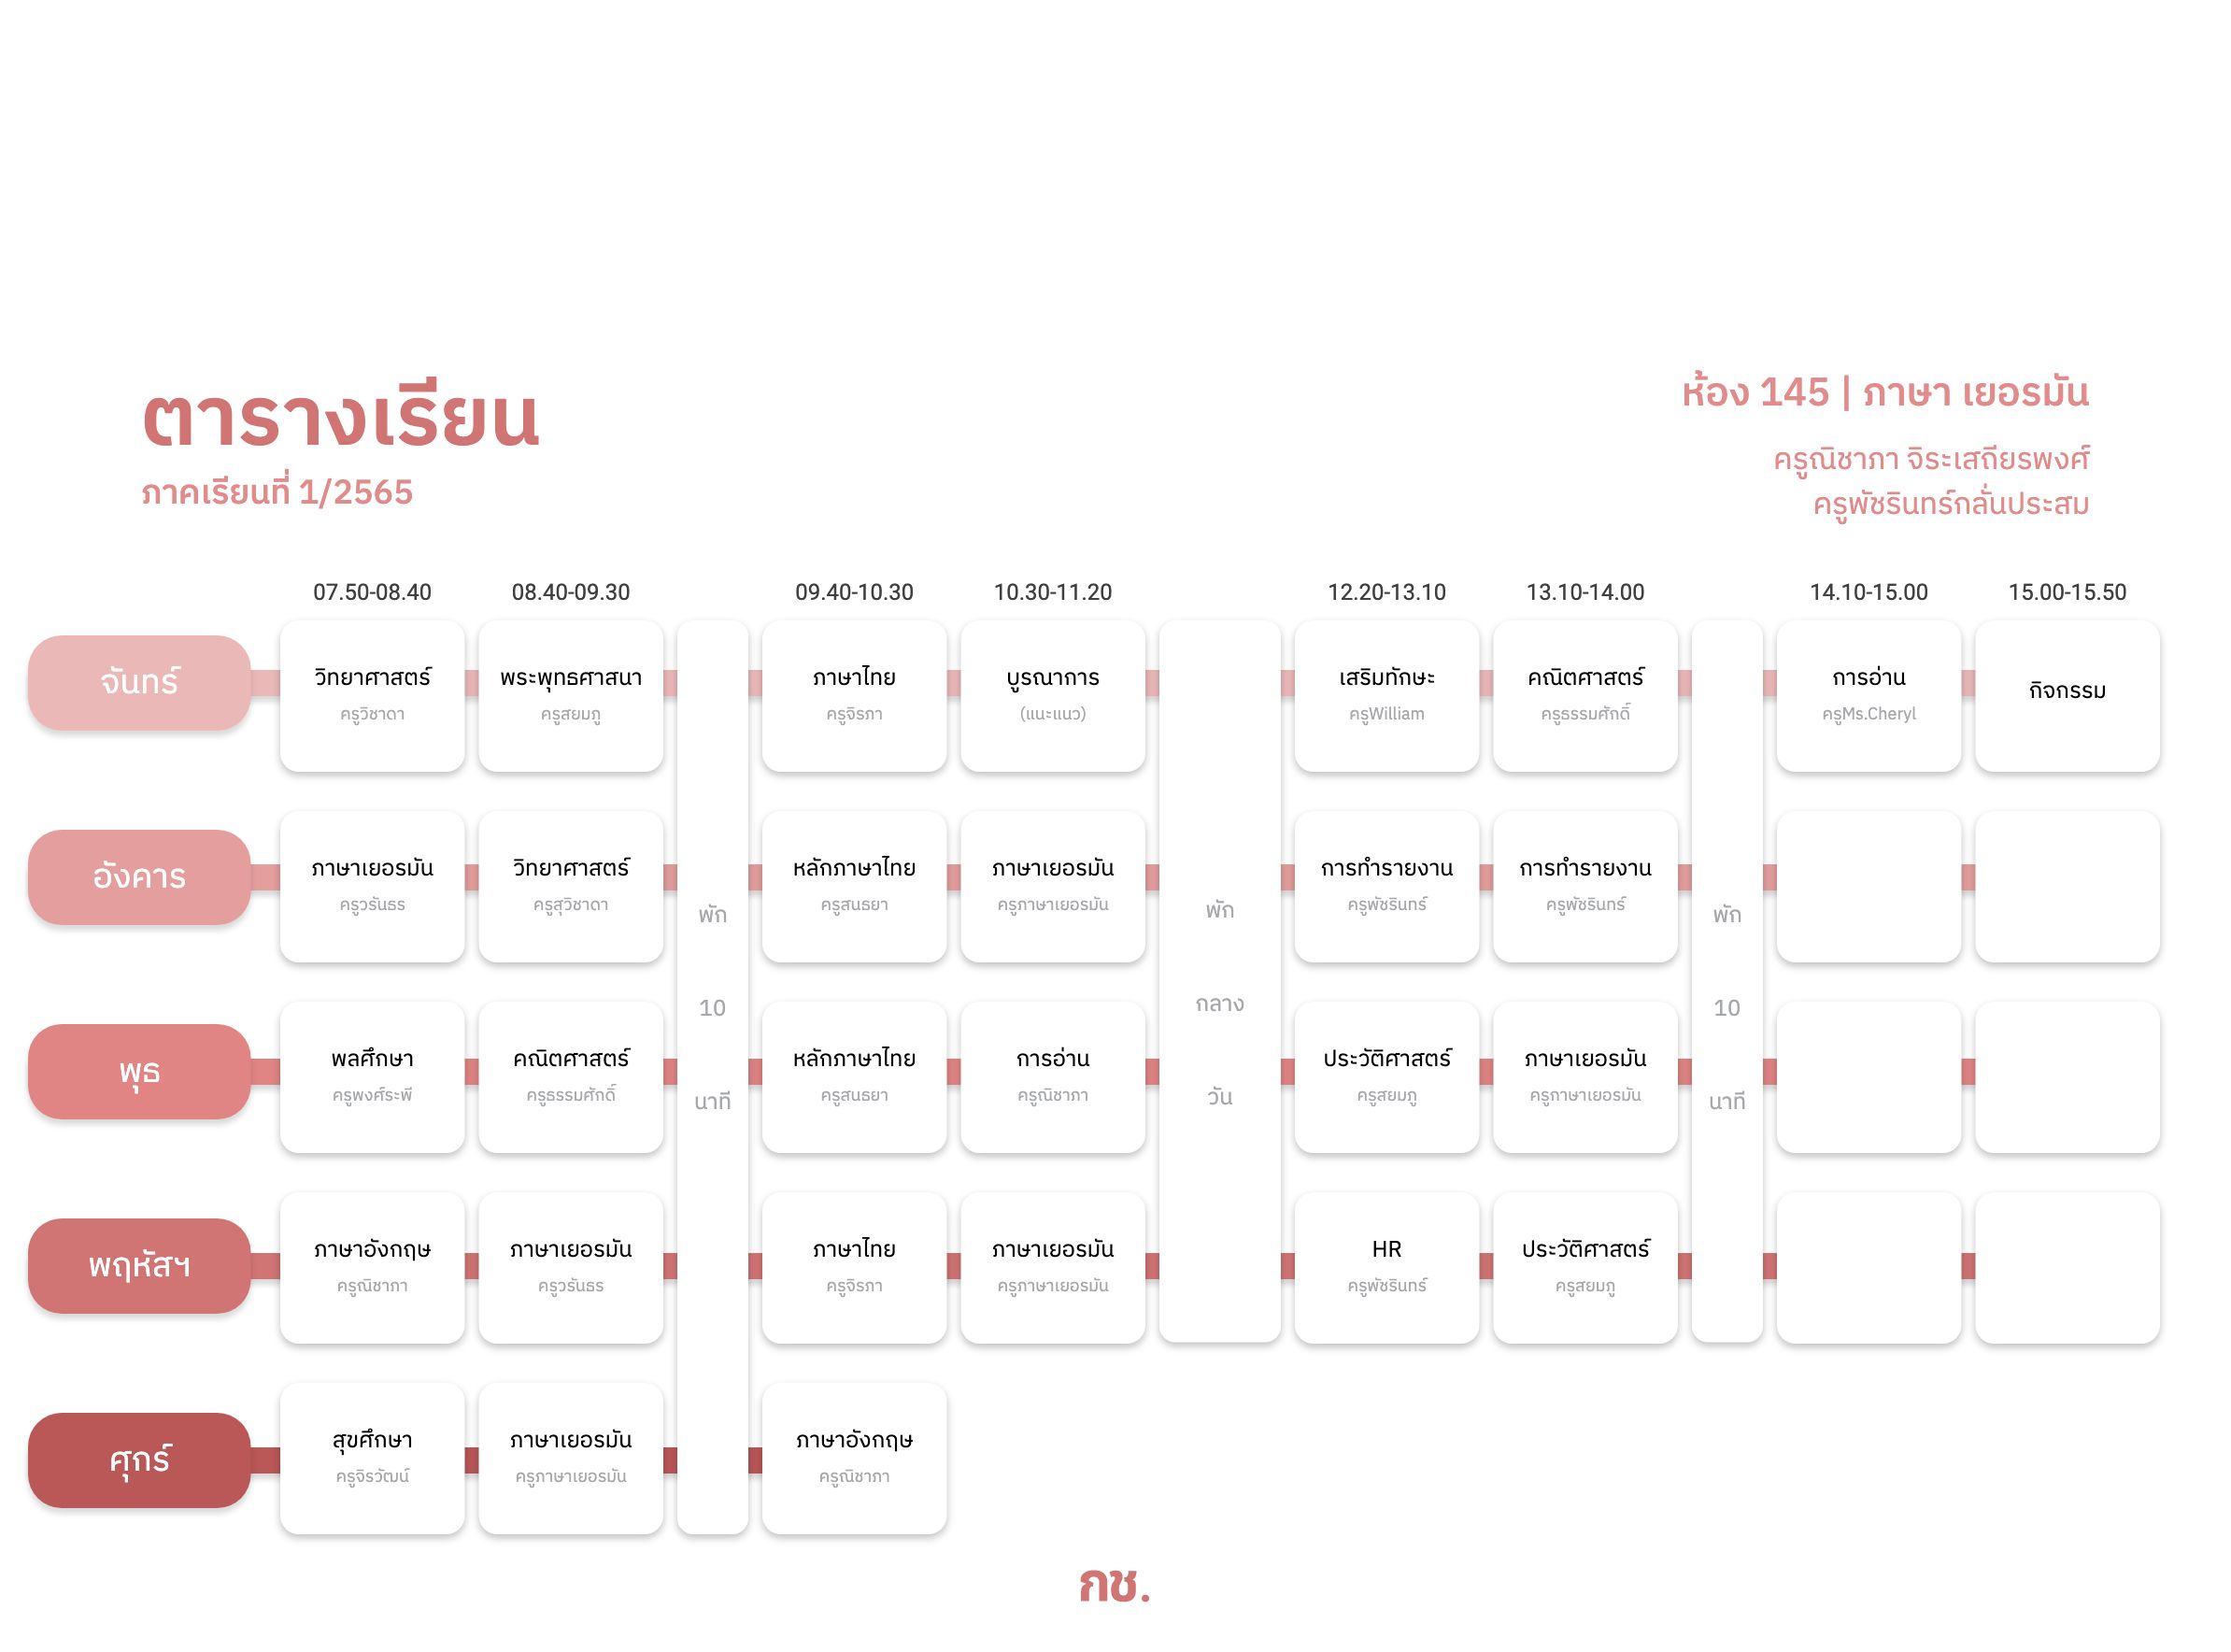 ตารางเรียน
ภาคเรียนที่ 1/2565
ห้อง 145 | ภาษา เยอรมัน
ครูณิชาภา จิระเสถียรพงศ์
ครูพัชรินทร์กลั่นประสม
07.50-08.40 08.40-09.30 09.40-10.30 10.30-11.20 12.20-13.10 13.10-14.00 14.10-15.00 15.00-15.50
จันทร์
วิทยาศาสตร์ พระพุทธศาสนา ภาษาไทย บูรณาการ เสริมทักษะ คณิตศาสตร์ การอ่าน กิจกรรม
ครูวิชาดา ครูสยมภู ครูจิรภา (แนะแนว) ครูWilliam ครูธรรมศักดิ์ ครูMs.Cheryl
อังคาร
ภาษาเยอรมัน วิทยาศาสตร์ หลักภาษาไทย ภาษาเยอรมัน การทำรายงาน การทำรายงาน
ครูวรันธร ครูสุวิชาดา ครูสนธยา ครูภาษาเยอรมัน ครูพัชรินทร์ ครูพัชรินทร์
พัก พัก พัก
10 กลาง 10
นาที วัน นาที
พุธ
พลศึกษา คณิตศาสตร์ หลักภาษาไทย การอ่าน ประวัติศาสตร์ ภาษาเยอรมัน
ครูพงศ์ระพี ครูธรรมศักดิ์ ครูสนธยา ครูณิชาภา ครูสยมภู ครูภาษาเยอรมัน
พฤหัสฯ
ภาษาอังกฤษ ภาษาเยอรมัน ภาษาไทย ภาษาเยอรมัน HR ประวัติศาสตร์
ครูณิชาภา ครูวรันธร ครูจิรภา ครูภาษาเยอรมัน ครูพัชรินทร์ ครูสยมภู
ศุกร์
สุขศึกษา ภาษาเยอรมัน ภาษาอังกฤษ
ครูจิรวัฒน์ ครูภาษาเยอรมัน ครูณิชาภา
กช.